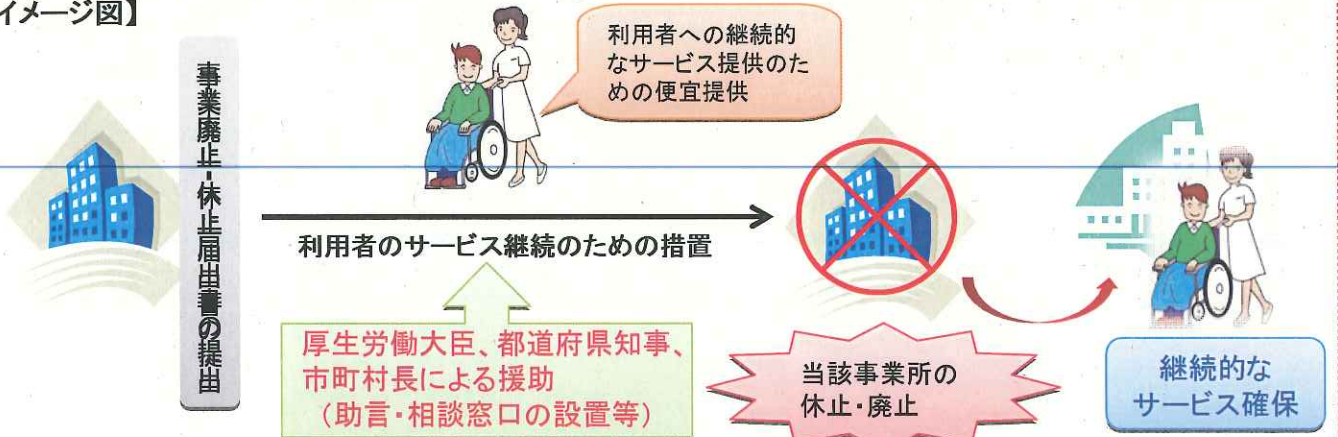 イメージ図】
事業廃止・休止届出書の提出
利用者への継続的
なサービス提供のた
めの便宜提供
利用者のサービス継続のための措置
厚生労働大臣、都道府県知事、
市町村長による援助
（助言・相談窓口の設置等）
当該事業所の
休止・廃止
継続的な
サービス確保